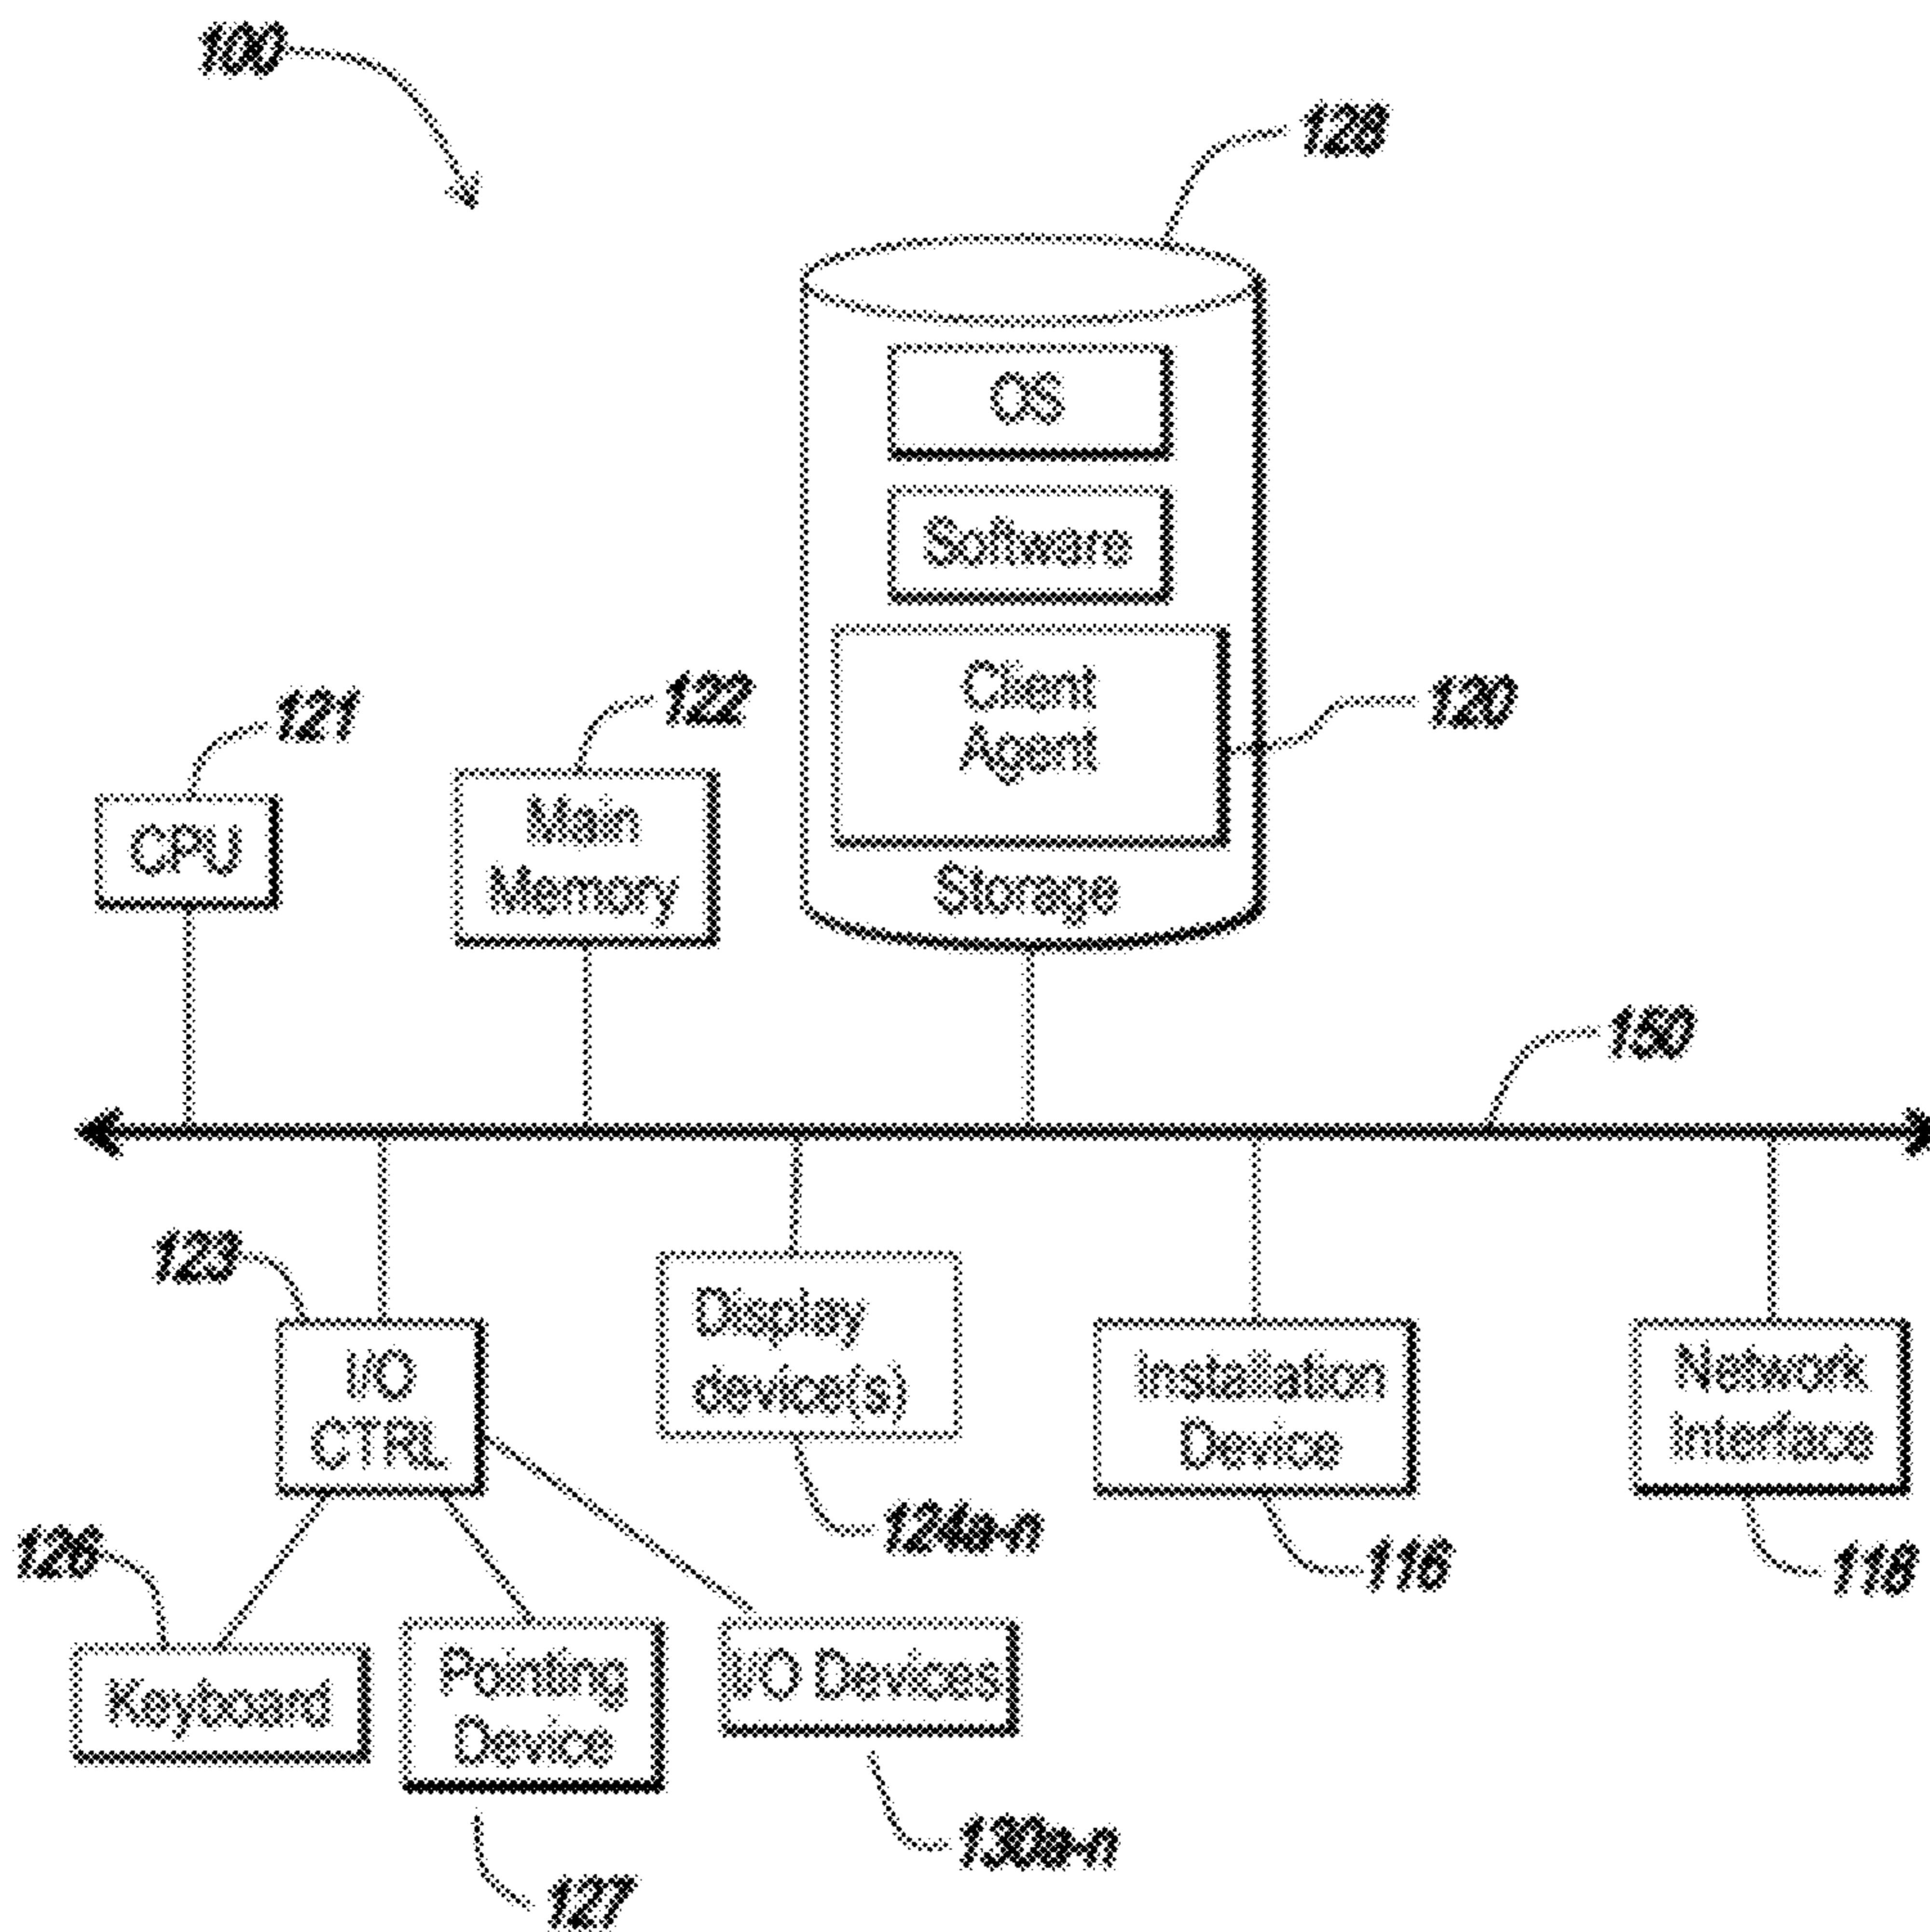 100
128
OS
Software
Client
Agent
Storage
120
121
CPU
122
Main
Memory
150
123
I/O
CTRL
Display
device(s)
124a-n
Installation
Device
116
Network
Interface
118
126
Keyboard
Pointing
Device
127
I/O Devices
130a-n